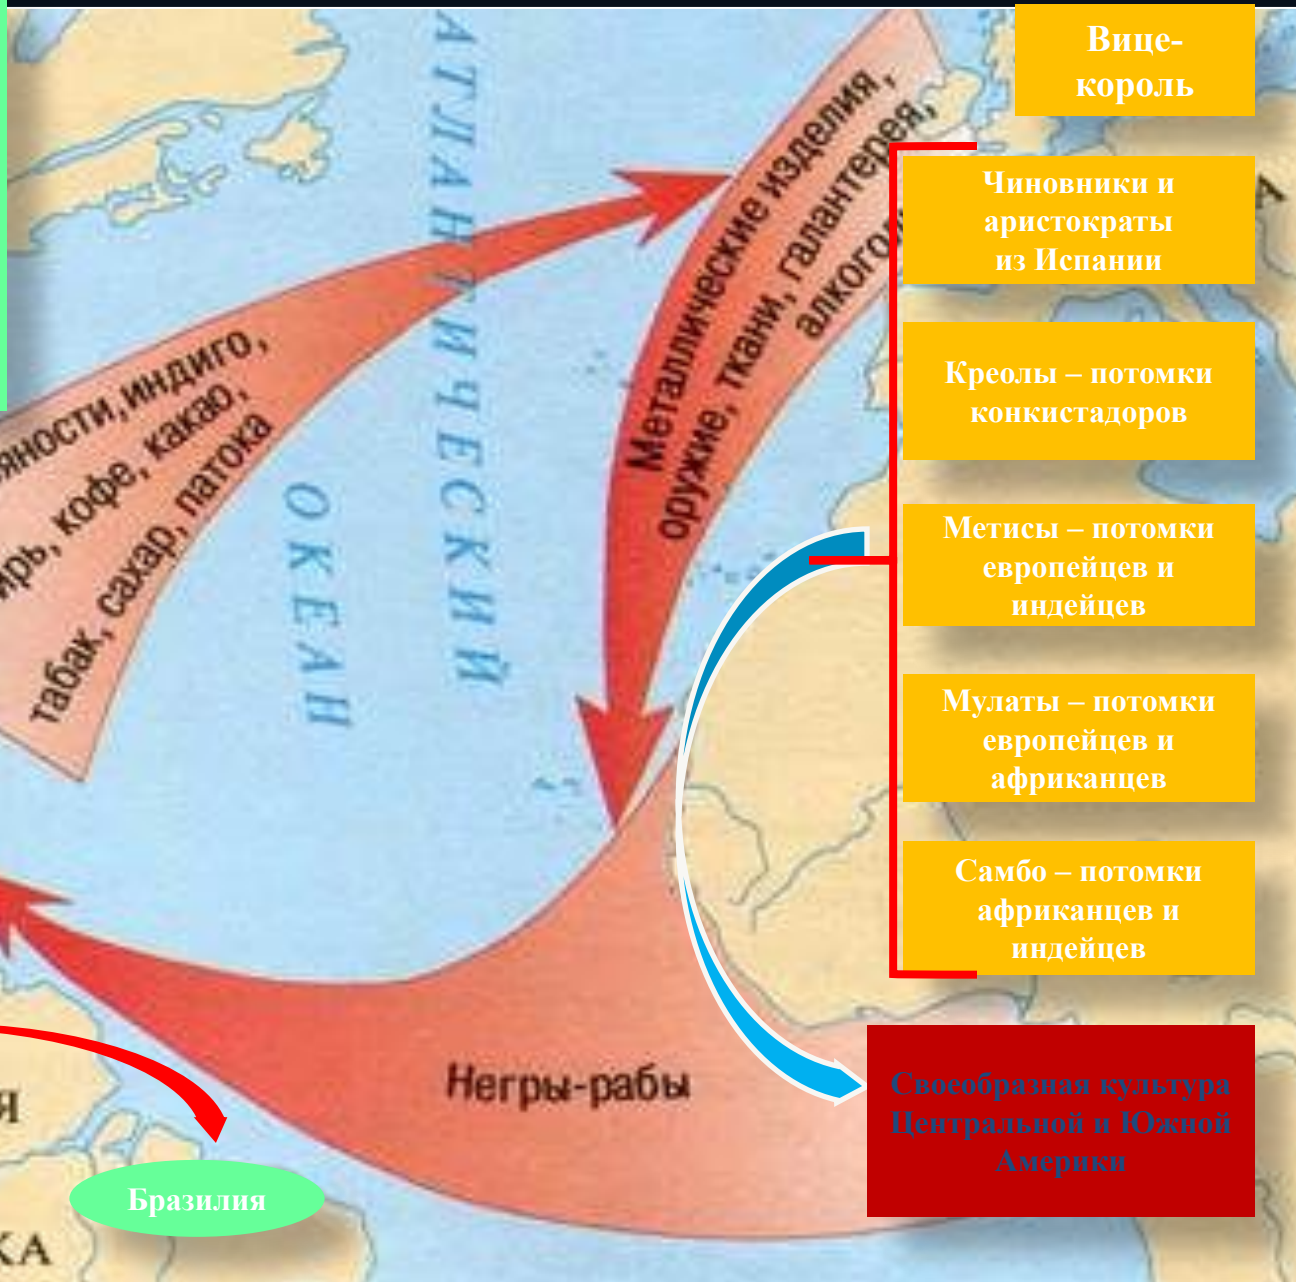 Вице-
король
Чиновники и
аристократы
из Испании
Креолы – потомки
конкистадоров
Метисы – потомки
европейцев и
индейцев
Мулаты – потомки
европейцев и
африканцев
Самбо – потомки
африканцев и
индейцев
Своеобразная культура
Центральной и Южной
Америки
АТЛАНТИЧЕСКИЙ
ОКЕАН
Металлические изделия,
оружие, ткани, галантерея,
индиго,
кофе, какао,
табак, сахар, патока
Негры-рабы
Бразилия
Я
КА
А